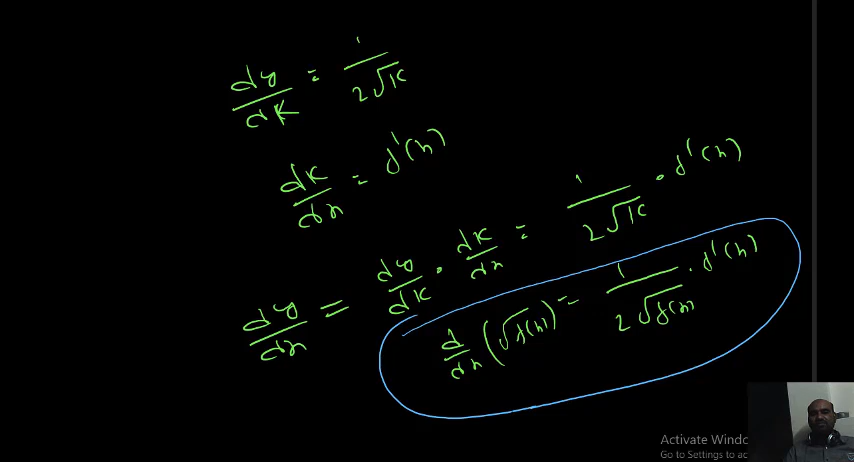 dy/dk = 1/(2√k)
dk/dx = f'(x)
dy/dx = dy/dk · dk/dx = 1/(2√k) · f'(x)
d/dx (√f(x)) = 1/(2√f(x)) · f'(x)
Activate Windo
Go to Settings to ac